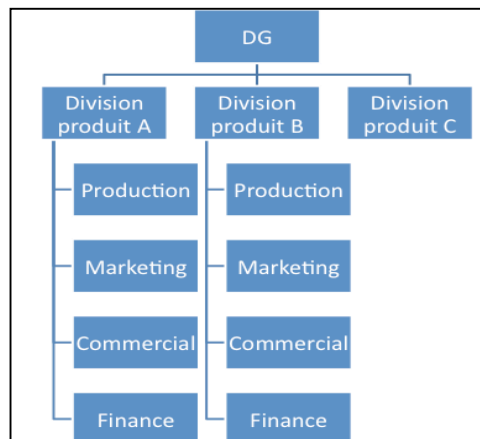 DG
Division
produit A
Division
produit B
Division
produit C
Production
Production
Marketing
Marketing
Commercial
Commercial
Finance
Finance